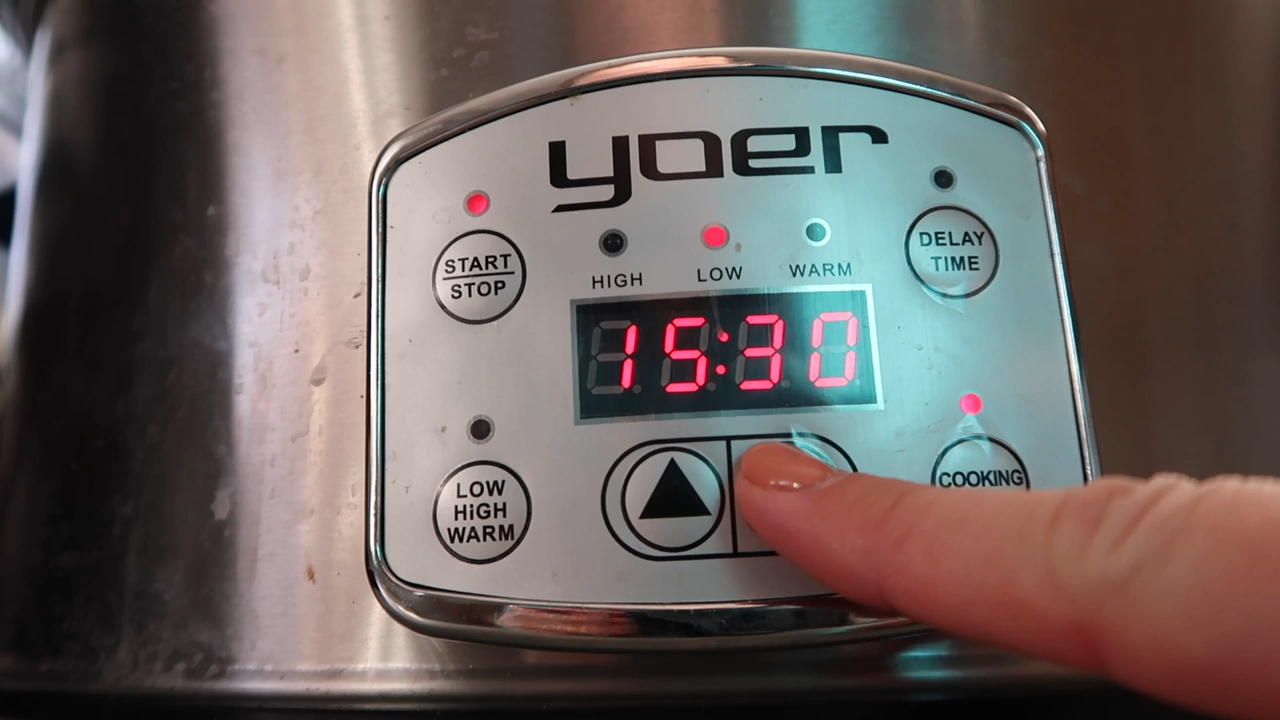 yoer
START
STOP
HIGH
LOW
WARM
DELAY
TIME
15:30
LOW
HiGH
WARM
COOKING